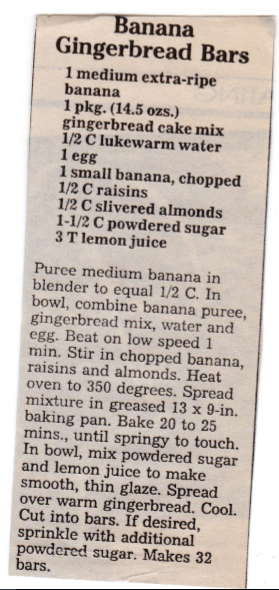 Banana
Gingerbread Bars
1 medium extra-ripe
banana
1 pkg. (14.5 ozs.)
gingerbread cake mix
1/2 C lukewarm water
1 egg
1 small banana, chopped
1/2 C raisins
1/2 C slivered almonds
1-1/2 C powdered sugar
3 T lemon juice
Puree medium banana in
blender to equal 1/2 C. In
bowl, combine banana puree,
gingerbread mix, water and
egg. Beat on low speed 1
min. Stir in chopped banana,
raisins and almonds. Heat
oven to 350 degrees. Spread
mixture in greased 13 x 9-in.
baking pan. Bake 20 to 25
mins., until springy to touch.
In bowl, mix powdered sugar
and lemon juice to make
smooth, thin glaze. Spread
over warm gingerbread. Cool.
Cut into bars. If desired,
sprinkle with additional
powdered sugar. Makes 32
bars.